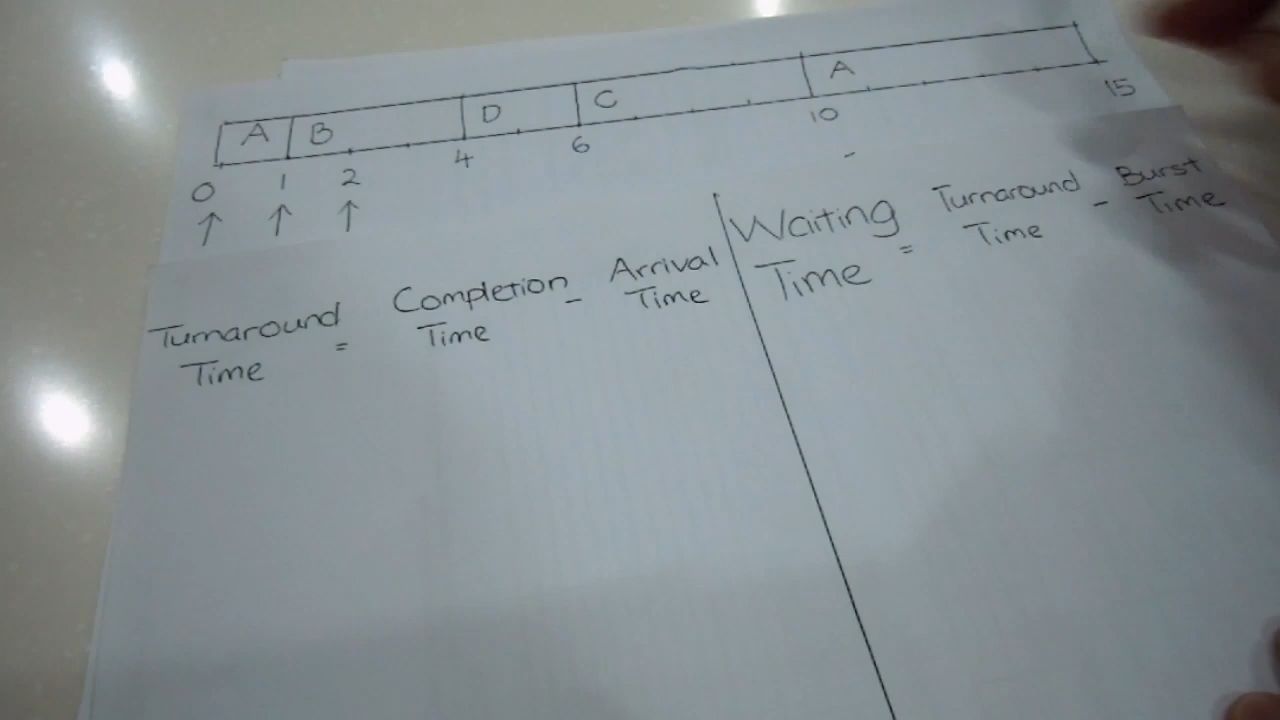 A B D C A
0 1 2 4 6 10 15
Turnaround Time = Completion Time - Arrival Time
Waiting Time = Turnaround Time - Burst Time